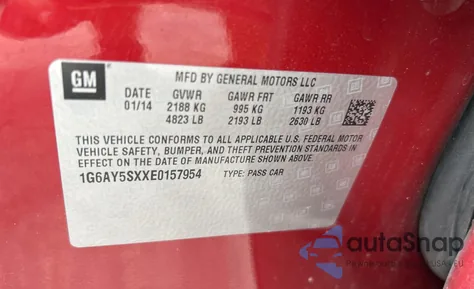 GM
MFD BY GENERAL MOTORS LLC
DATE GVWR GAWR FRT GAWR RR
01/14 2188 KG 995 KG 1193 KG
4823 LB 2193 LB 2630 LB
THIS VEHICLE CONFORMS TO ALL APPLICABLE U.S. FEDERAL MOTOR
VEHICLE SAFETY, BUMPER, AND THEFT PREVENTION STANDARDS
IN EFFECT ON THE DATE OF MANUFACTURE SHOWN ABOVE.
1G6AY5SXXE0157954 TYPE: PASS CAR
autoSnap